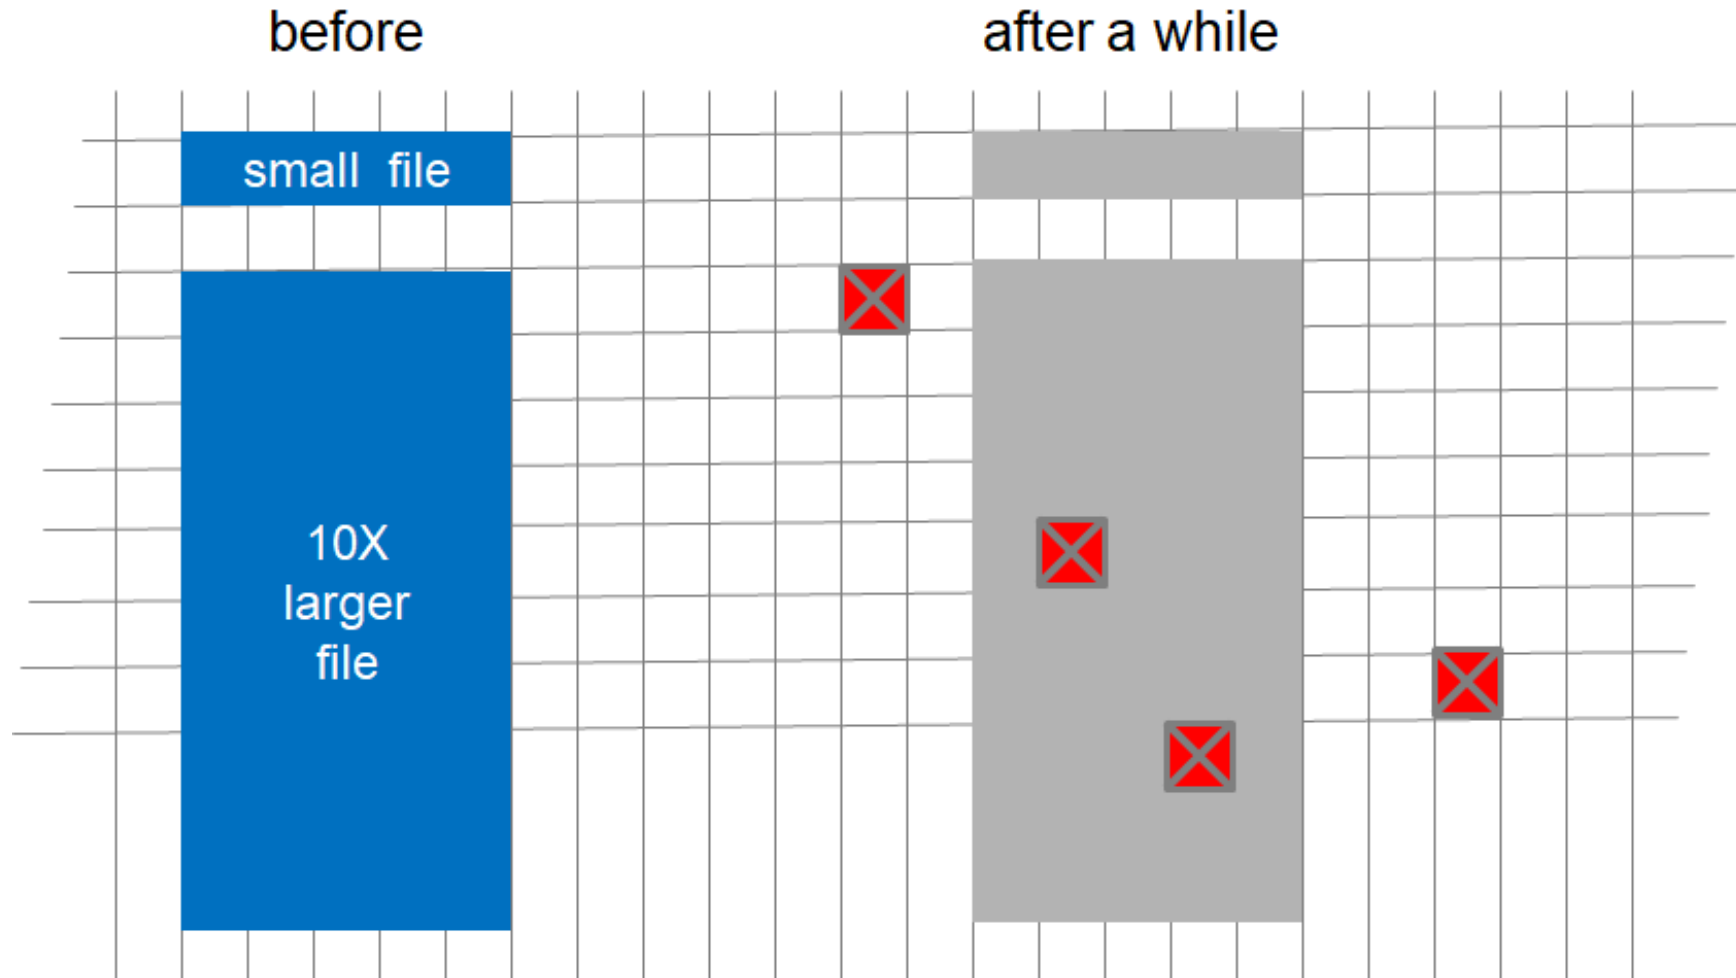 before
after a while
small file
10X
larger
file